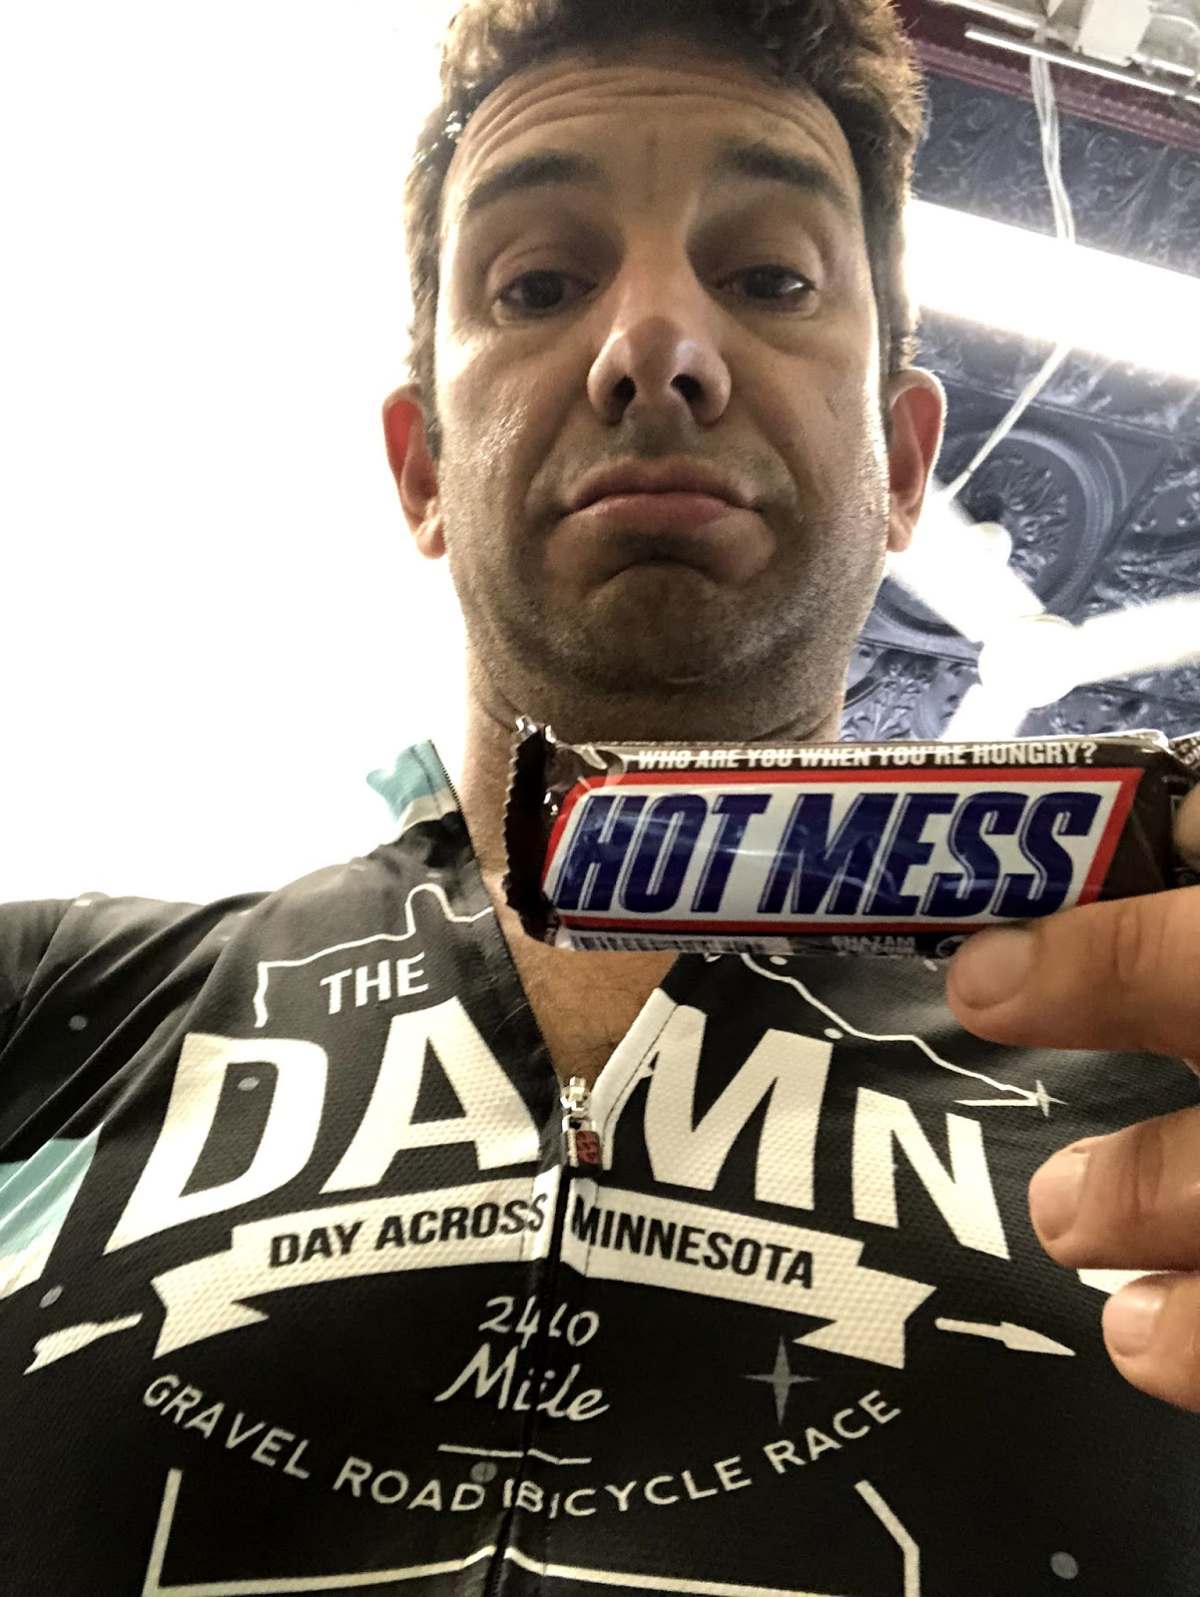 WHO ARE YOU WHEN YOU'RE HUNGRY?
HOT MESS
SHAZAM
THE
DAMN
DAY ACROSS MINNESOTA
240
Mile
GRAVEL ROAD BICYCLE RACE